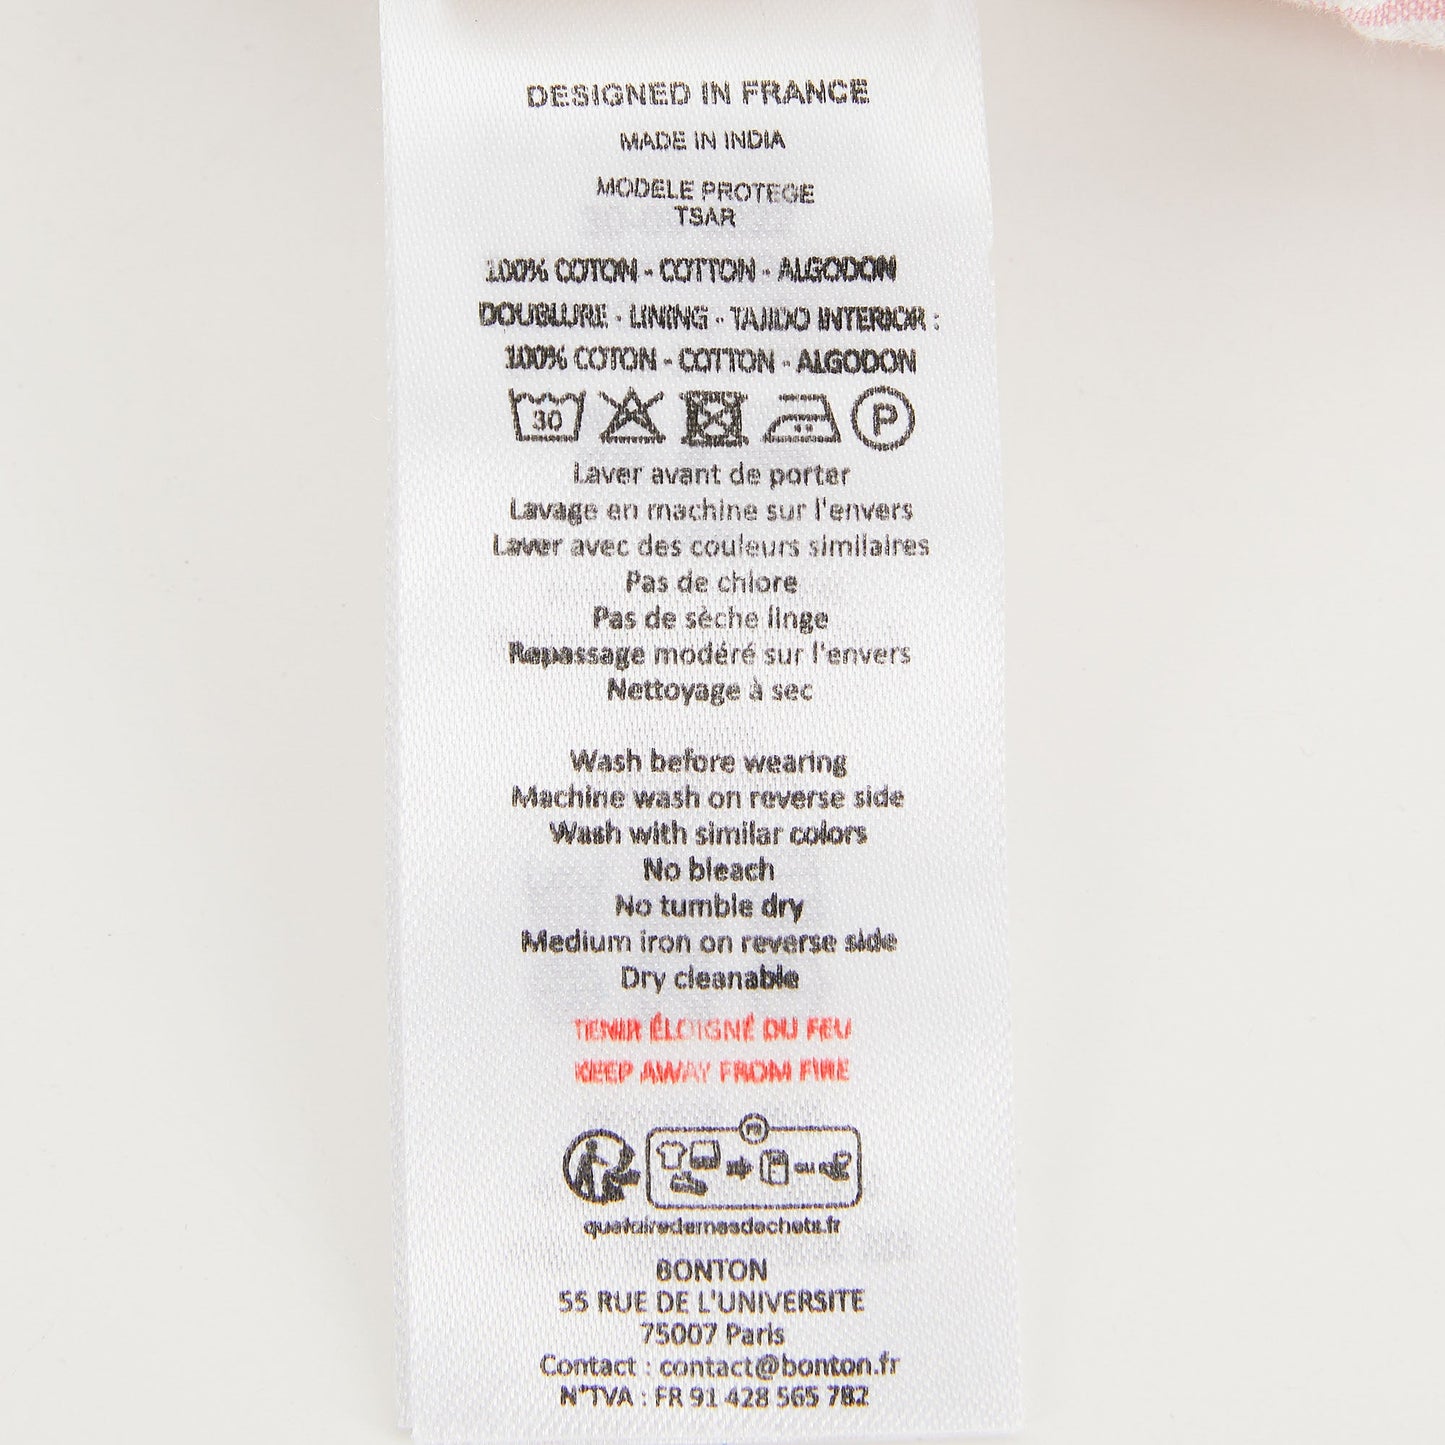 DESIGNED IN FRANCE
MADE IN INDIA
MODELE PROTEGE
TSAR
100% COTON - COTTON - ALGODON
DOUBLURE - LINING - TAJIDO INTERIOR :
100% COTON - COTTON - ALGODON
30 P
Laver avant de porter
Lavage en machine sur l'envers
Laver avec des couleurs similaires
Pas de chlore
Pas de sèche linge
Repassage modéré sur l'envers
Nettoyage à sec
Wash before wearing
Machine wash on reverse side
Wash with similar colors
No bleach
No tumble dry
Medium iron on reverse side
Dry cleanable
TENIR ÉLOIGNÉ DU FEU
KEEP AWAY FROM FIRE
FR
ou
quefairedemesdechets.fr
BONTON
55 RUE DE L'UNIVERSITE
75007 Paris
Contact : contact@bonton.fr
N°TVA : FR 91 428 565 782